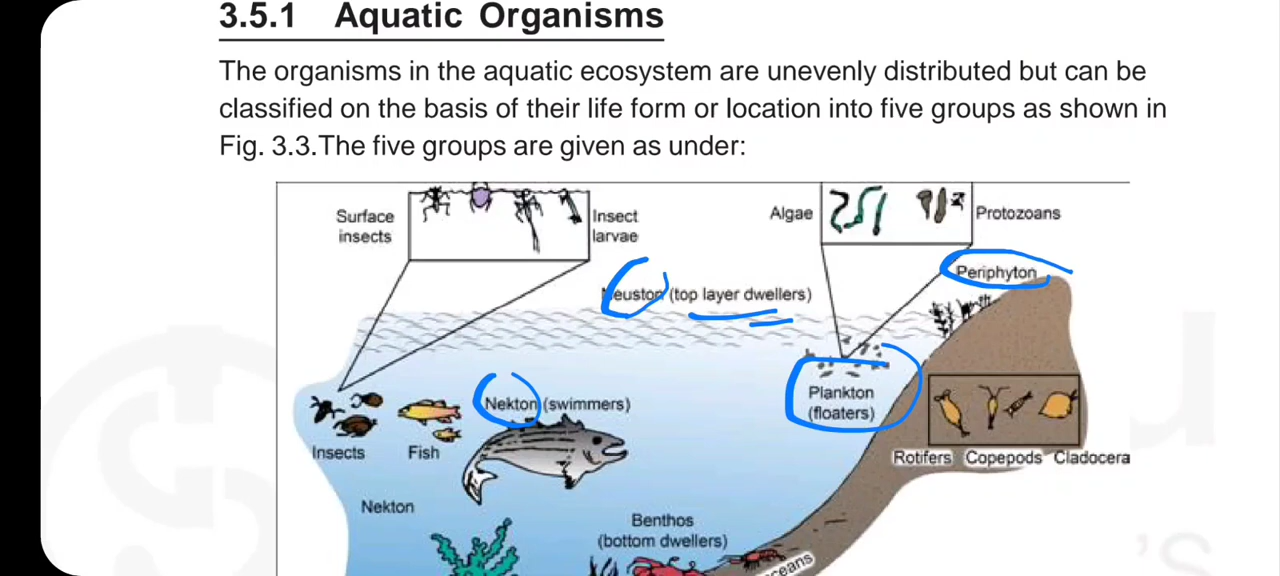 3.5.1 Aquatic Organisms
The organisms in the aquatic ecosystem are unevenly distributed but can be
classified on the basis of their life form or location into five groups as shown in
Fig. 3.3.The five groups are given as under:
Surface
insects
Insect
larvae
Algae
Protozoans
Periphyton
Neuston (top layer dwellers)
Plankton
(floaters)
Nekton (swimmers)
Insects
Fish
Rotifers Copepods Cladocera
Nekton
Benthos
(bottom dwellers)
ceans
's